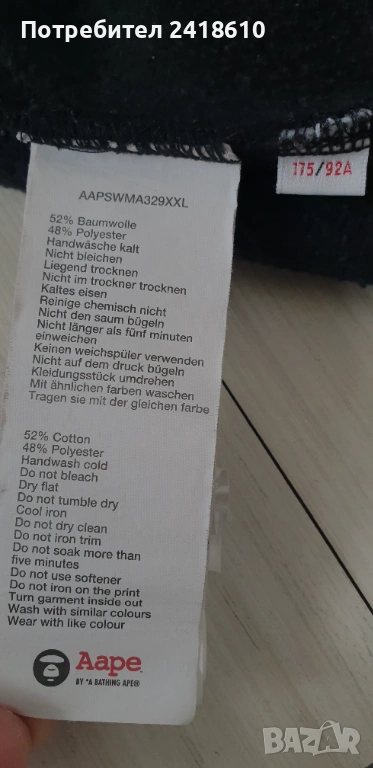 Потребител 2418610
175/92A
AAPSWMA329XXL
52% Baumwolle
48% Polyester
Handwäsche kalt
Nicht bleichen
Liegend trocknen
Nicht im trockner trocknen
Kaltes eisen
Reinige chemisch nicht
Nicht den saum bügeln
Nicht länger als fünf minuten
einweichen
Keinen weichspüler verwenden
Nicht auf dem druck bügeln
Kleidungsstück umdrehen
Mit ähnlichen farben waschen
Tragen sie mit der gleichen farbe
52% Cotton
48% Polyester
Handwash cold
Do not bleach
Dry flat
Do not tumble dry
Cool iron
Do not dry clean
Do not iron trim
Do not soak more than
five minutes
Do not use softener
Do not iron on the print
Turn garment inside out
Wash with similar colours
Wear with like colour
Aape
BY *A BATHING APE®
BAZAR